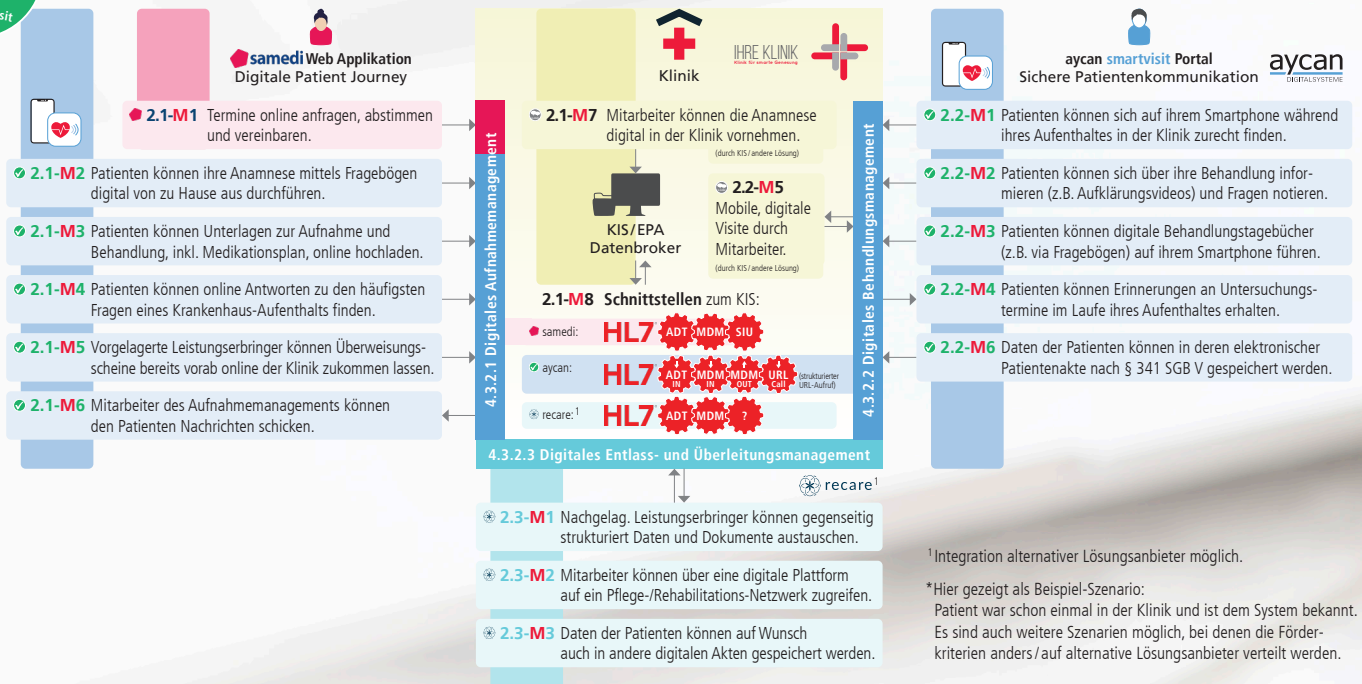 sit
samedi Web Applikation
Digitale Patient Journey
2.1-M1 Termine online anfragen, abstimmen
und vereinbaren.
2.1-M2 Patienten können ihre Anamnese mittels Fragebögen
digital von zu Hause aus durchführen.
2.1-M3 Patienten können Unterlagen zur Aufnahme und
Behandlung, inkl. Medikationsplan, online hochladen.
2.1-M4 Patienten können online Antworten zu den häufigsten
Fragen eines Krankenhaus-Aufenthalts finden.
2.1-M5 Vorgelagerte Leistungserbringer können Überweisungs-
scheine bereits vorab online der Klinik zukommen lassen.
2.1-M6 Mitarbeiter des Aufnahmemanagements können
den Patienten Nachrichten schicken.
4.3.2.1 Digitales Aufnahmemanagement
Klinik
IHRE KLINIK
Klinik für smarte Genesung
2.1-M7 Mitarbeiter können die Anamnese
digital in der Klinik vornehmen.
(durch KIS/andere Lösung)
KIS/EPA
Datenbroker
2.2-M5
Mobile, digitale
Visite durch
Mitarbeiter.
(durch KIS/andere Lösung)
2.1-M8 Schnittstellen zum KIS:
samedi: HL7 ADT MDM SIU
aycan: HL7 ADT IN MDM IN MDM OUT URL Call (strukturierter
URL-Aufruf)
recare:1 HL7 ADT MDM ?
4.3.2.2 Digitales Behandlungsmanagement
4.3.2.3 Digitales Entlass- und Überleitungsmanagement
recare1
2.3-M1 Nachgelag. Leistungserbringer können gegenseitig
strukturiert Daten und Dokumente austauschen.
2.3-M2 Mitarbeiter können über eine digitale Plattform
auf ein Pflege-/Rehabilitations-Netzwerk zugreifen.
2.3-M3 Daten der Patienten können auf Wunsch
auch in andere digitalen Akten gespeichert werden.
aycan smartvisit Portal
Sichere Patientenkommunikation
aycan
DIGITALSYSTEME
2.2-M1 Patienten können sich auf ihrem Smartphone während
ihres Aufenthaltes in der Klinik zurecht finden.
2.2-M2 Patienten können sich über ihre Behandlung infor-
mieren (z.B. Aufklärungsvideos) und Fragen notieren.
2.2-M3 Patienten können digitale Behandlungstagebücher
(z.B. via Fragebögen) auf ihrem Smartphone führen.
2.2-M4 Patienten können Erinnerungen an Untersuchungs-
termine im Laufe ihres Aufenthaltes erhalten.
2.2-M6 Daten der Patienten können in deren elektronischer
Patientenakte nach § 341 SGB V gespeichert werden.
1 Integration alternativer Lösungsanbieter möglich.
*Hier gezeigt als Beispiel-Szenario:
Patient war schon einmal in der Klinik und ist dem System bekannt.
Es sind auch weitere Szenarien möglich, bei denen die Förder-
kriterien anders/auf alternative Lösungsanbieter verteilt werden.